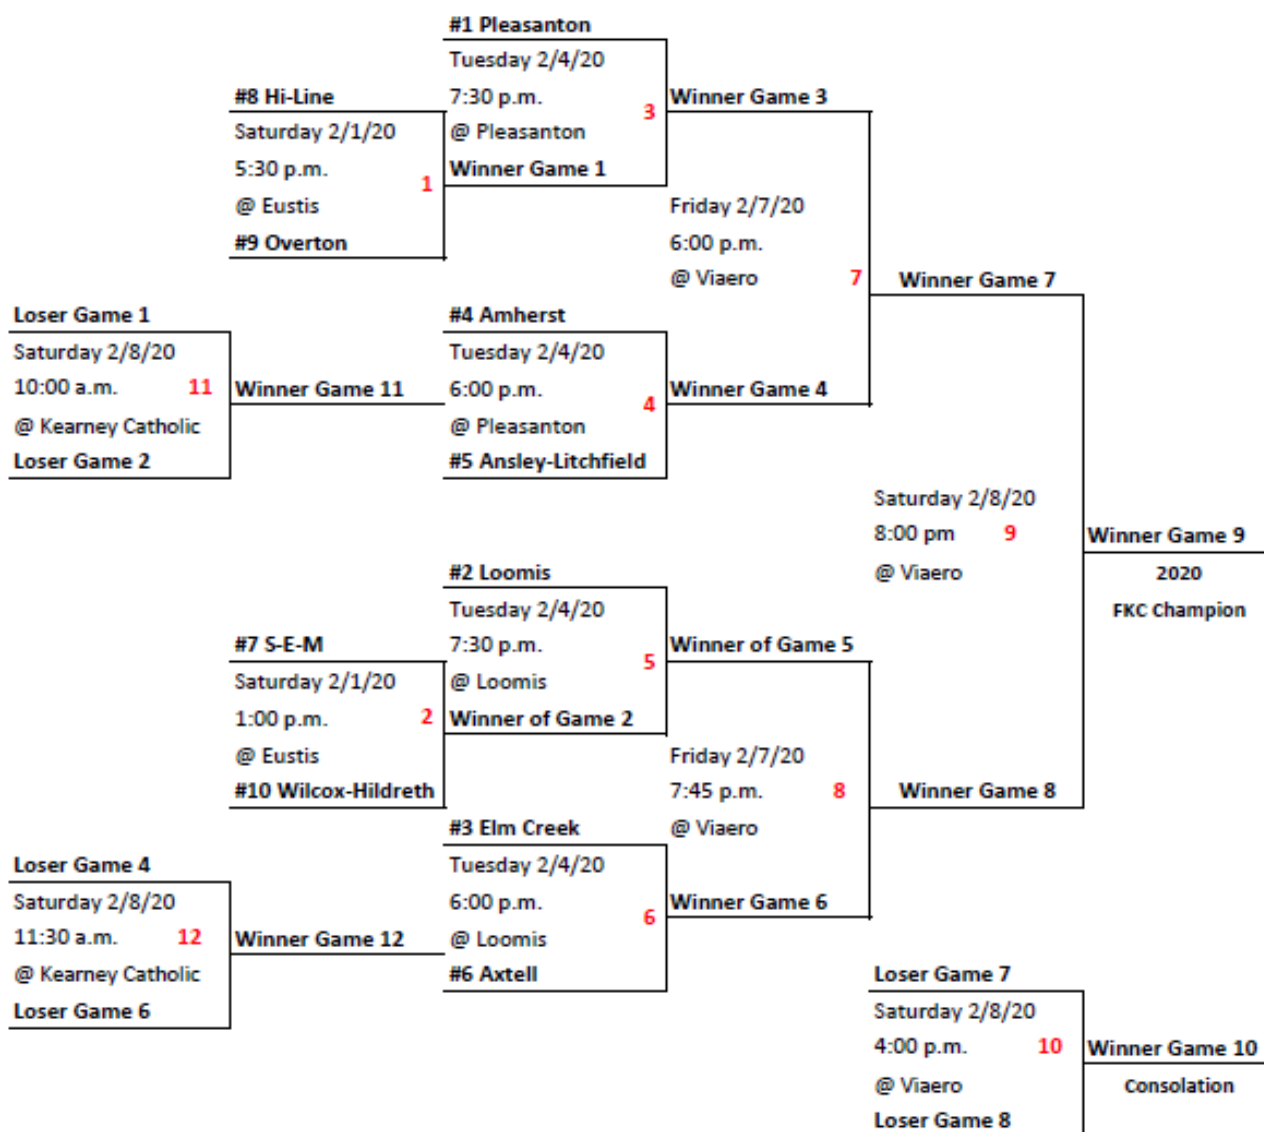 #1 Pleasanton
Tuesday 2/4/20
7:30 p.m.
3
@ Pleasanton
Winner Game 1
#8 Hi-Line
Saturday 2/1/20
5:30 p.m.
1
@ Eustis
#9 Overton
Winner Game 3
Friday 2/7/20
6:00 p.m.
@ Viaero
7
Winner Game 7
Loser Game 1
Saturday 2/8/20
10:00 a.m.
11
@ Kearney Catholic
Loser Game 2
Winner Game 11
#4 Amherst
Tuesday 2/4/20
6:00 p.m.
4
@ Pleasanton
#5 Ansley-Litchfield
Winner Game 4
Saturday 2/8/20
8:00 pm
9
@ Viaero
Winner Game 9
2020
FKC Champion
#2 Loomis
Tuesday 2/4/20
7:30 p.m.
5
@ Loomis
Winner of Game 2
#7 S-E-M
Saturday 2/1/20
1:00 p.m.
2
@ Eustis
#10 Wilcox-Hildreth
Winner of Game 5
Friday 2/7/20
7:45 p.m.
8
@ Viaero
Winner Game 8
#3 Elm Creek
Tuesday 2/4/20
6:00 p.m.
6
@ Loomis
#6 Axtell
Winner Game 6
Loser Game 4
Saturday 2/8/20
11:30 a.m.
12
@ Kearney Catholic
Loser Game 6
Winner Game 12
Loser Game 7
Saturday 2/8/20
4:00 p.m.
10
@ Viaero
Loser Game 8
Winner Game 10
Consolation